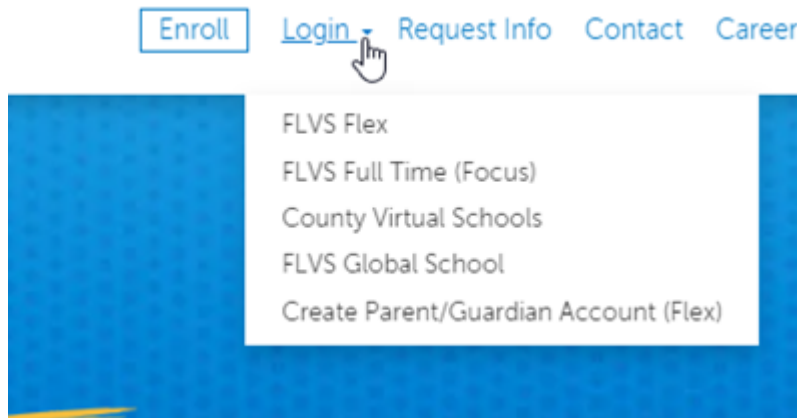 Enroll Login Request Info Contact Career
FLVS Flex
FLVS Full Time (Focus)
County Virtual Schools
FLVS Global School
Create Parent/Guardian Account (Flex)